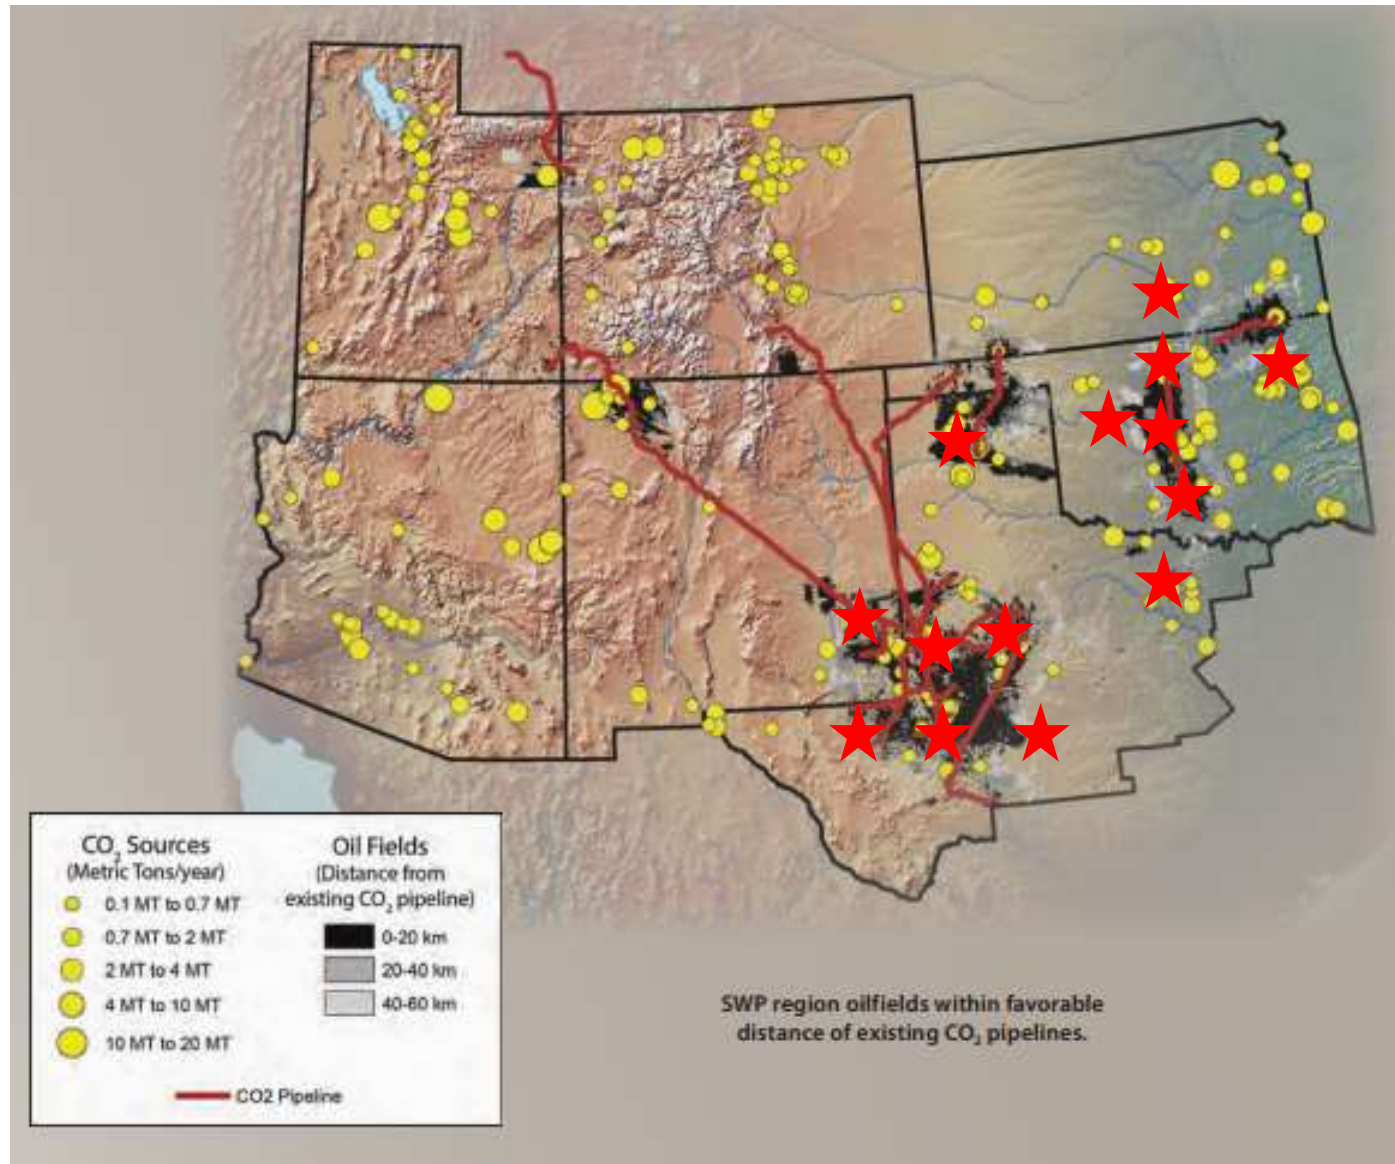 CO₂ Sources
(Metric Tons/year)
0.1 MT to 0.7 MT
0.7 MT to 2 MT
2 MT to 4 MT
4 MT to 10 MT
10 MT to 20 MT
Oil Fields
(Distance from
existing CO₂ pipeline)
0-20 km
20-40 km
40-60 km
CO2 Pipeline
SWP region oilfields within favorable
distance of existing CO₂ pipelines.